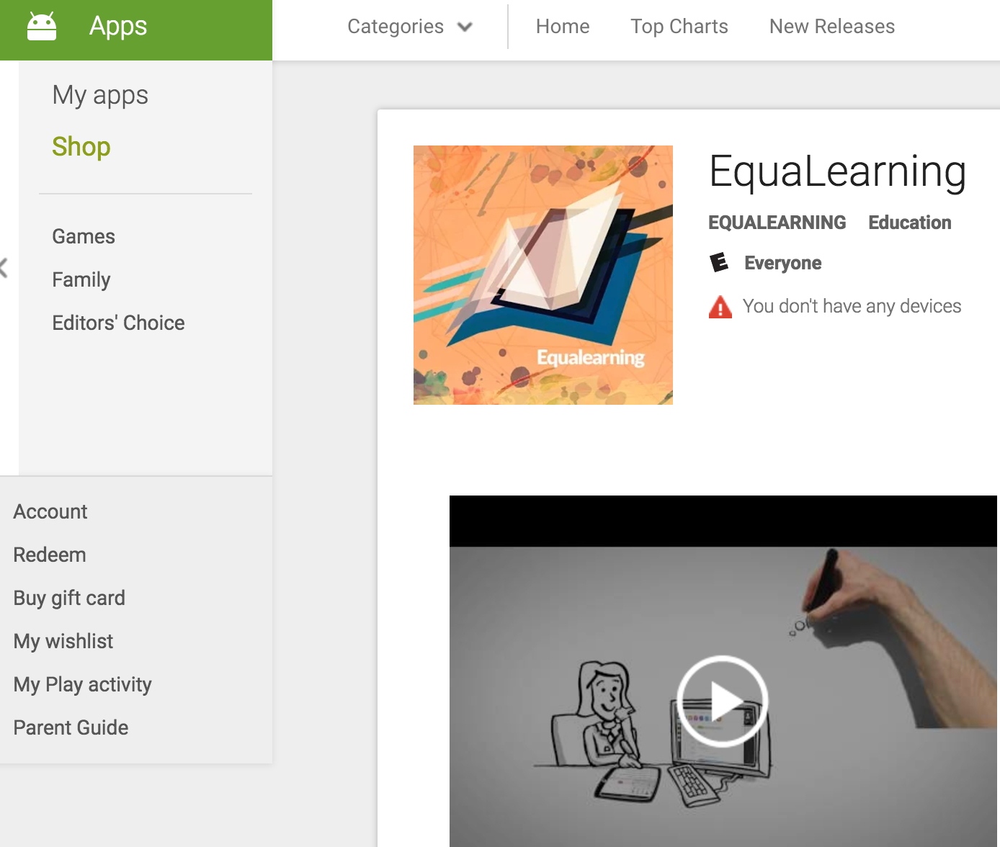 Apps
Categories
Home
Top Charts
New Releases
My apps
Shop
Games
Family
Editors' Choice
Account
Redeem
Buy gift card
My wishlist
My Play activity
Parent Guide
Equalearning
EquaLearning
EQUALEARNING Education
E Everyone
You don't have any devices